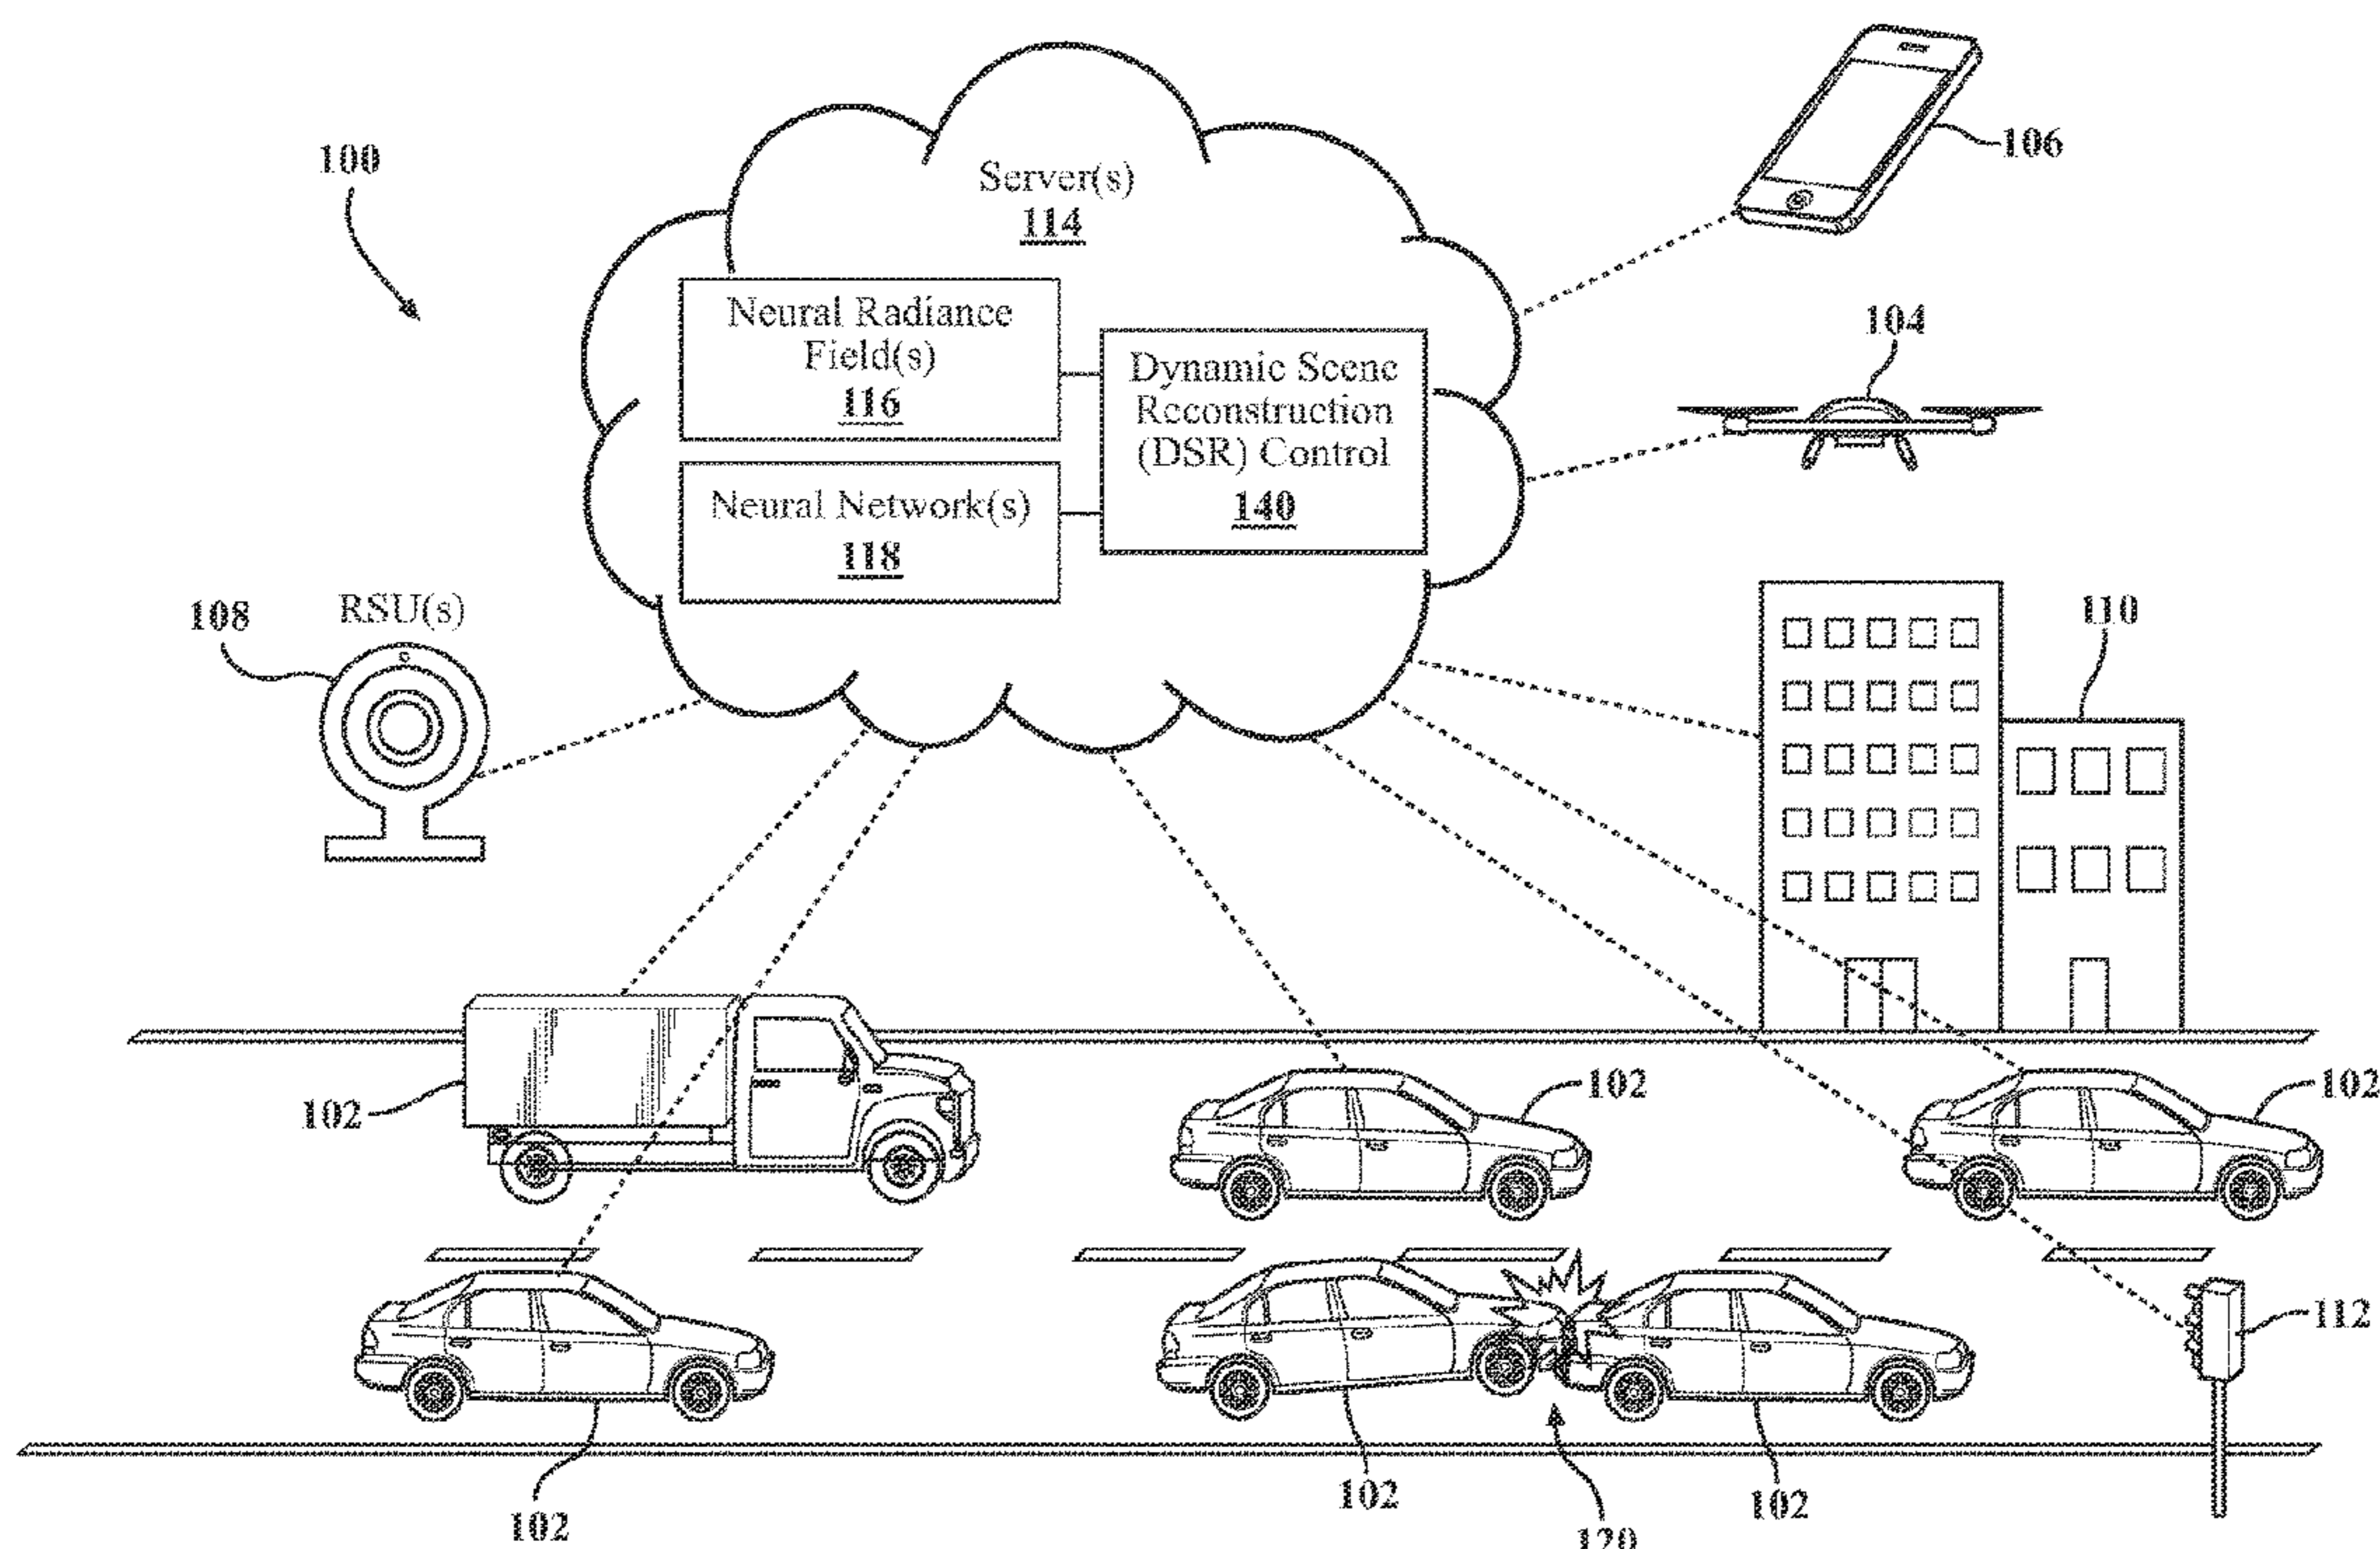 100
Server(s)
114
106
Neural Radiance
Field(s)
116
Dynamic Scene
Reconstruction
(DSR) Control
140
Neural Network(s)
118
104
RSU(s)
108
110
102
102
102
112
102
102
102
120